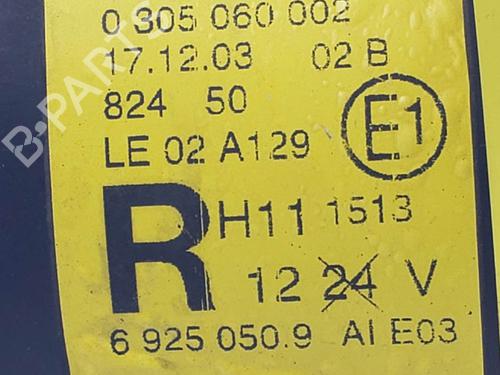 0 305 060 002
17.12.03 02 B
824 50
LE 02 A129
E1
R
H11 1513
12 24 V
6 925 050.9 AI E03
B-PARTS